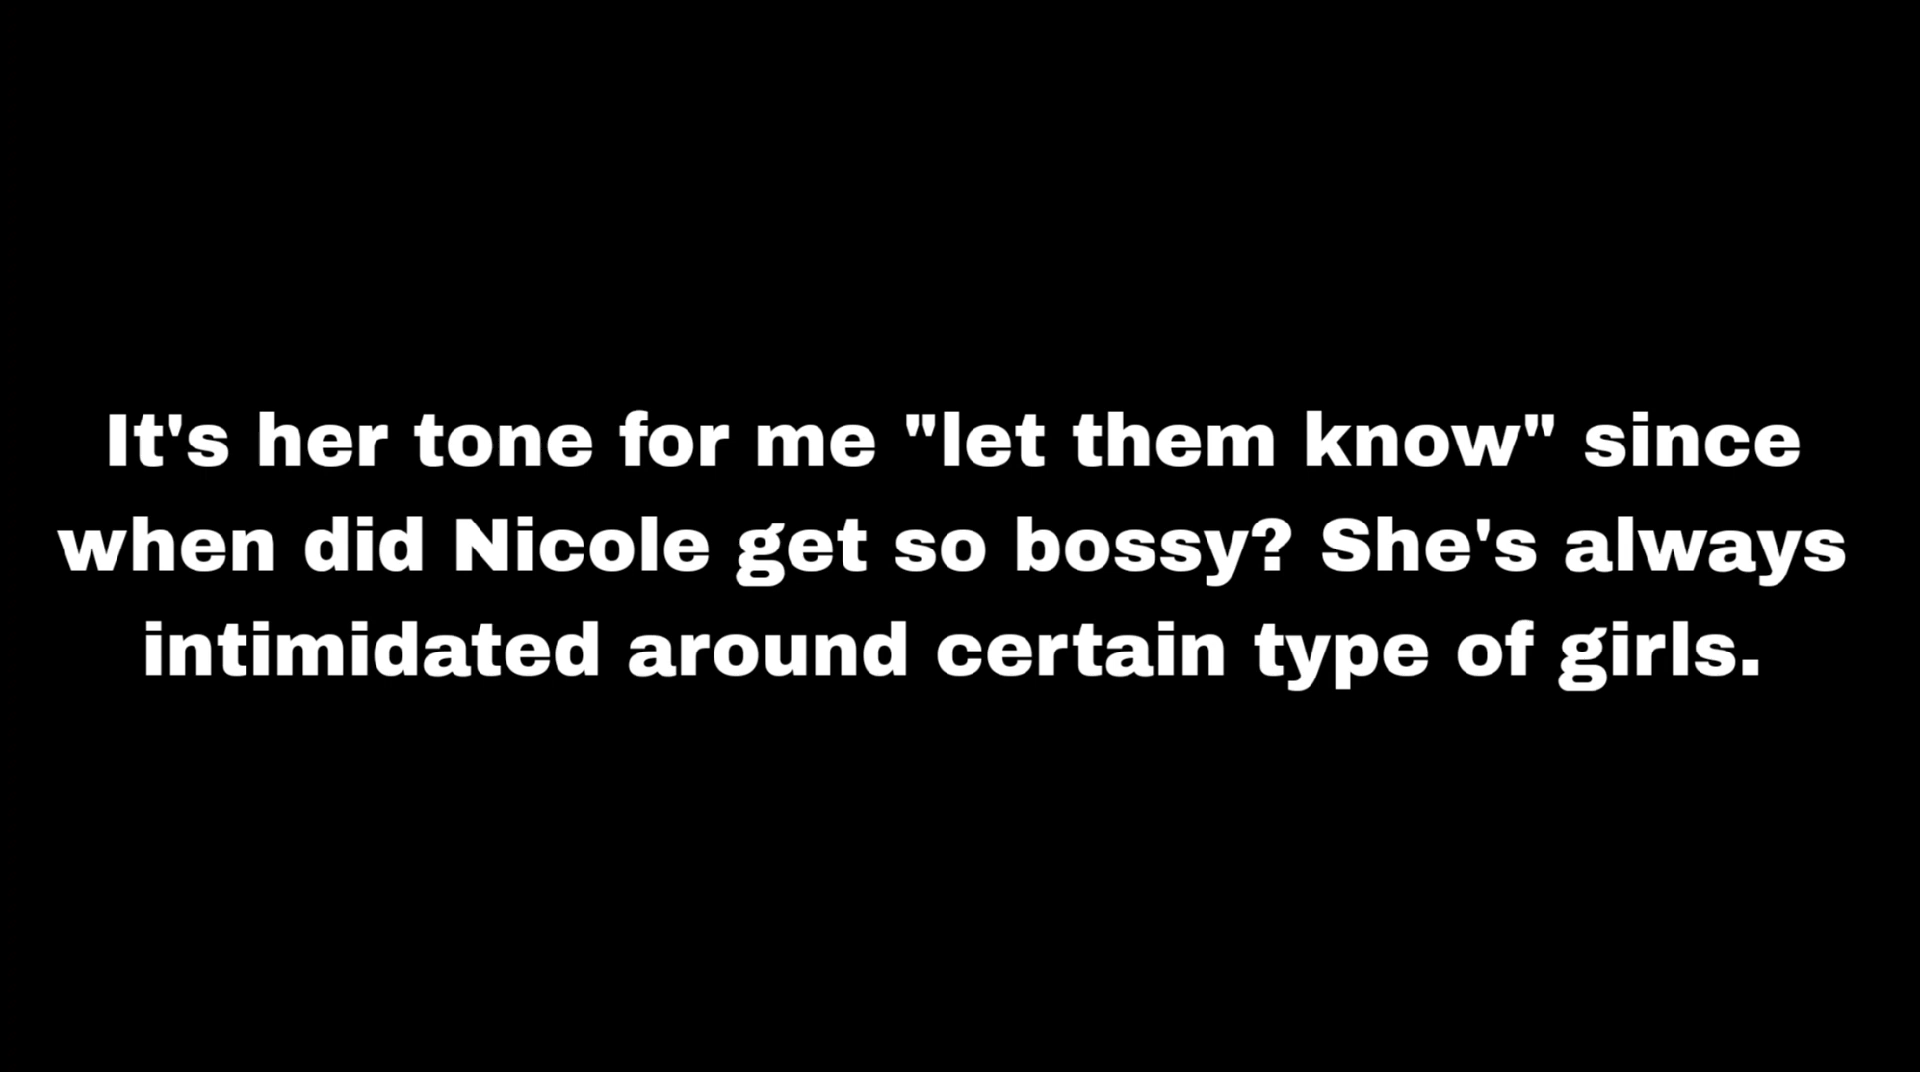 It's her tone for me "let them know" since
when did Nicole get so bossy? She's always
intimidated around certain type of girls.